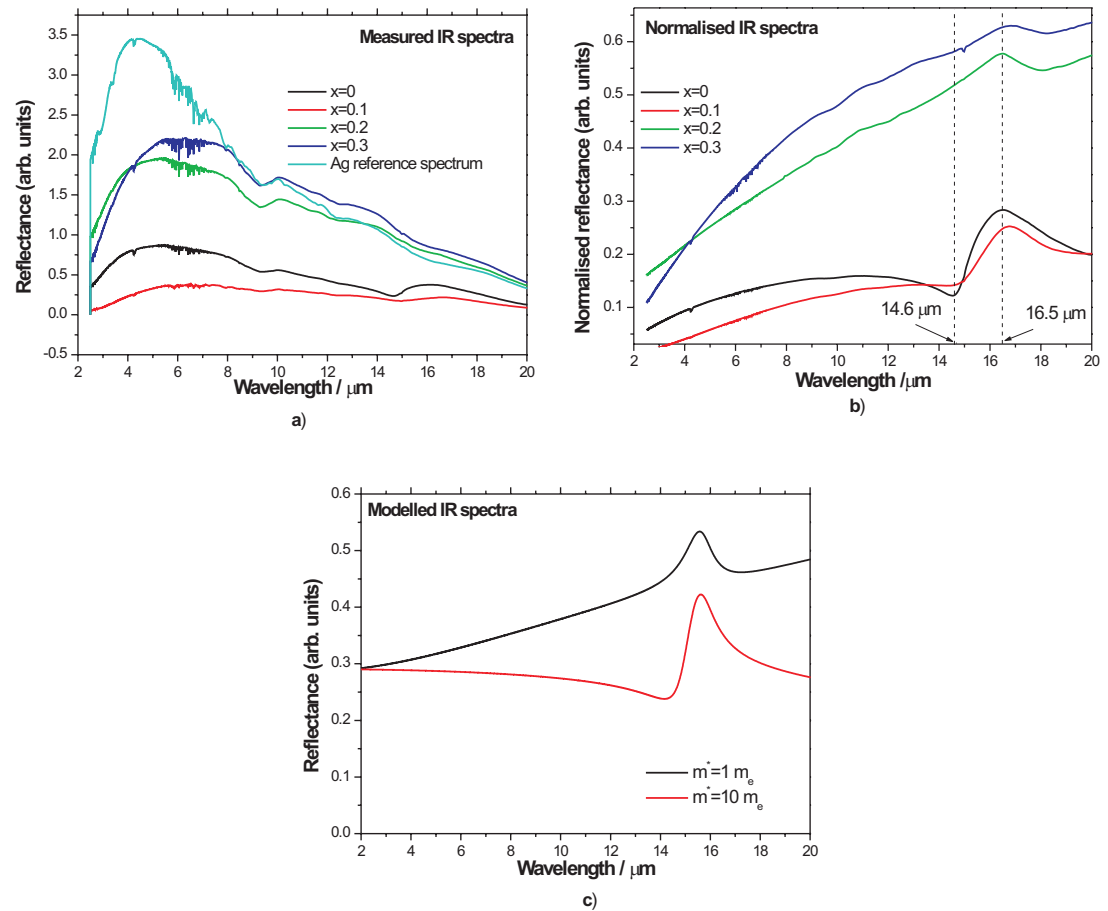 Measured IR spectra
x=0
x=0.1
x=0.2
x=0.3
Ag reference spectrum
Reflectance (arb. units)
3.5
3.0
2.5
2.0
1.5
1.0
0.5
0.0
-0.5
2 4 6 8 10 12 14 16 18 20
Wavelength / μm
a)
Normalised IR spectra
x=0
x=0.1
x=0.2
x=0.3
Normalised reflectance (arb. units)
0.6
0.5
0.4
0.3
0.2
0.1
14.6 μm
16.5 μm
2 4 6 8 10 12 14 16 18 20
Wavelength / μm
b)
Modelled IR spectra
Reflectance (arb. units)
0.6
0.5
0.4
0.3
0.2
0.1
0.0
m*=1 me
m*=10 me
2 4 6 8 10 12 14 16 18 20
Wavelength / μm
c)